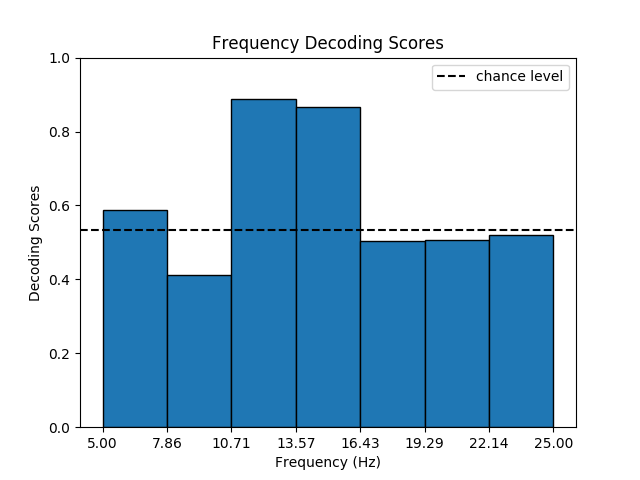 Frequency Decoding Scores
chance level
Decoding Scores
1.0
0.8
0.6
0.4
0.2
0.0
5.00 7.86 10.71 13.57 16.43 19.29 22.14 25.00
Frequency (Hz)